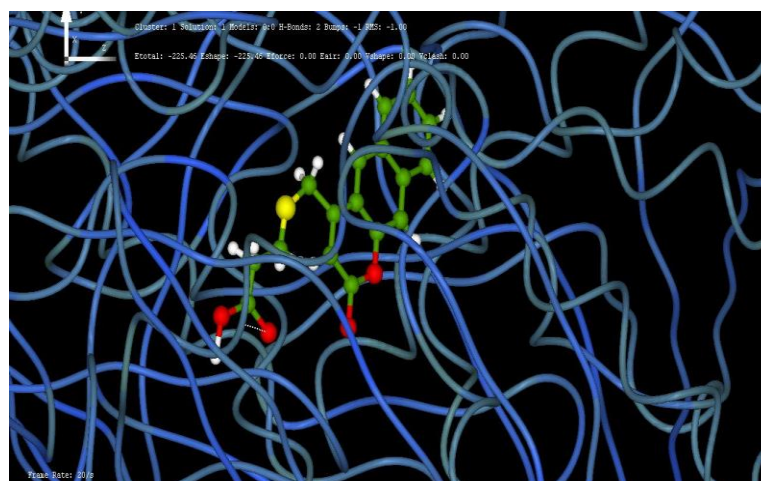 Cluster: 1 Solution: 1 Models: 0:0 H-Bonds: 2 Bumps: -1 RMS: -1.00
Etotal: -225.46 Eshape: -225.46 Eforce: 0.00 Eair: 0.00 Vshape: 0.00 Vclash: 0.00
Frame Rate: 20/s